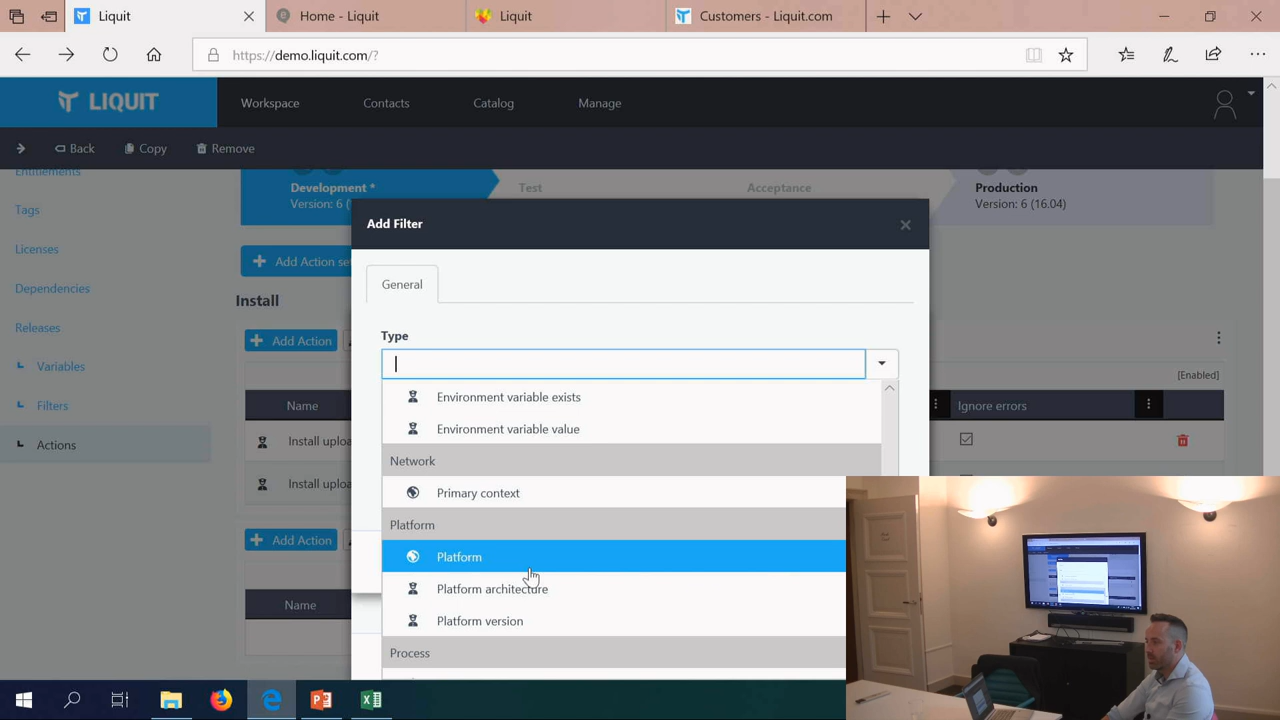 Liquit
Home - Liquit
Liquit
Customers - Liquit.com
https://demo.liquit.com/?
LIQUIT
Workspace
Contacts
Catalog
Manage
Back
Copy
Remove
Entitlements
Tags
Licenses
Dependencies
Releases
Variables
Filters
Actions
Development *
Version: 6
Test
Acceptance
Production
Version: 6 (16.04)
Add Action set
Install
Add Action
[Enabled]
Name
Ignore errors
Install uploa
Install uploa
Add Action
Name
Add Filter
General
Type
Environment variable exists
Environment variable value
Network
Primary context
Platform
Platform
Platform architecture
Platform version
Process